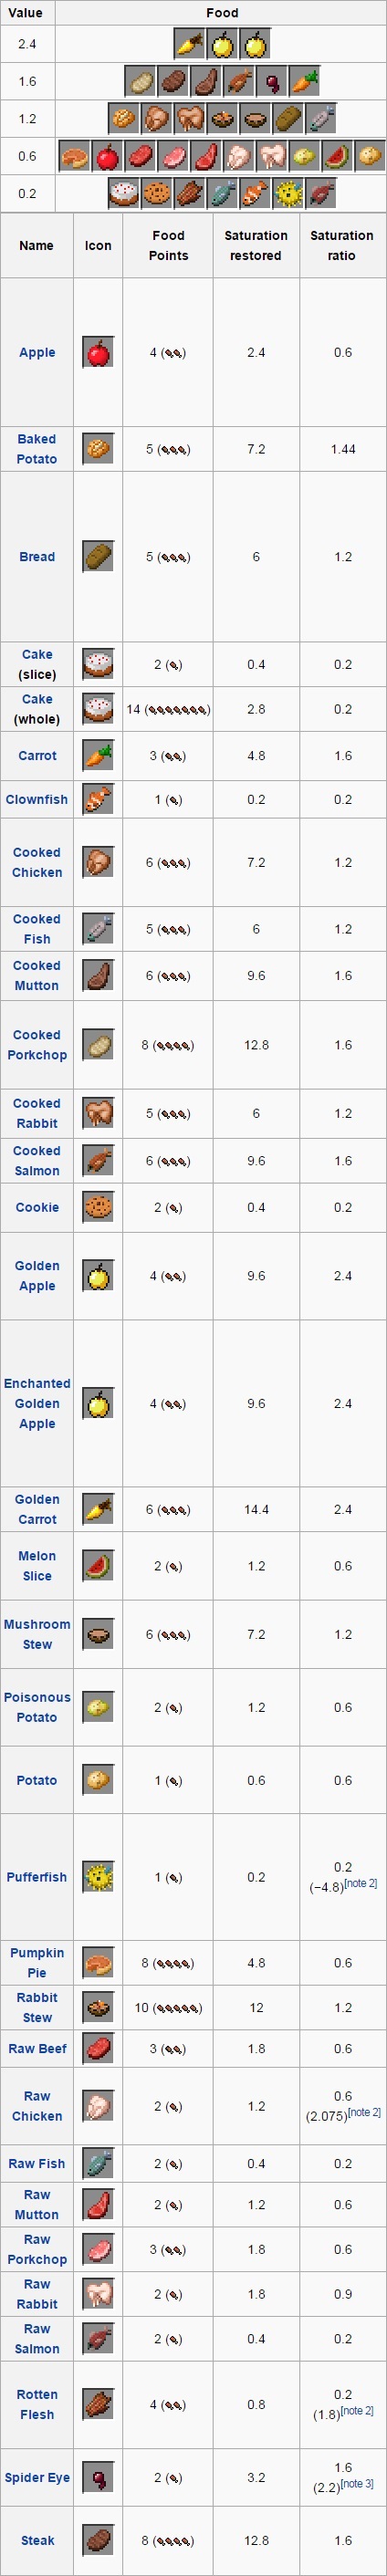 Value Food
2.4
1.6
1.2
0.6
0.2
Name Icon Food Points Saturation restored Saturation ratio
Apple 4 ( ) 2.4 0.6
Baked Potato 5 ( ) 7.2 1.44
Bread 5 ( ) 6 1.2
Cake (slice) 2 ( ) 0.4 0.2
Cake (whole) 14 ( ) 2.8 0.2
Carrot 3 ( ) 4.8 1.6
Clownfish 1 ( ) 0.2 0.2
Cooked Chicken 6 ( ) 7.2 1.2
Cooked Fish 5 ( ) 6 1.2
Cooked Mutton 6 ( ) 9.6 1.6
Cooked Porkchop 8 ( ) 12.8 1.6
Cooked Rabbit 5 ( ) 6 1.2
Cooked Salmon 6 ( ) 9.6 1.6
Cookie 2 ( ) 0.4 0.2
Golden Apple 4 ( ) 9.6 2.4
Enchanted Golden Apple 4 ( ) 9.6 2.4
Golden Carrot 6 ( ) 14.4 2.4
Melon Slice 2 ( ) 1.2 0.6
Mushroom Stew 6 ( ) 7.2 1.2
Poisonous Potato 2 ( ) 1.2 0.6
Potato 1 ( ) 0.6 0.6
Pufferfish 1 ( ) 0.2 0.2 (−4.8)[note 2]
Pumpkin Pie 8 ( ) 4.8 0.6
Rabbit Stew 10 ( ) 12 1.2
Raw Beef 3 ( ) 1.8 0.6
Raw Chicken 2 ( ) 1.2 0.6 (2.075)[note 2]
Raw Fish 2 ( ) 0.4 0.2
Raw Mutton 2 ( ) 1.2 0.6
Raw Porkchop 3 ( ) 1.8 0.6
Raw Rabbit 2 ( ) 1.8 0.9
Raw Salmon 2 ( ) 0.4 0.2
Rotten Flesh 4 ( ) 0.8 0.2 (1.8)[note 2]
Spider Eye 2 ( ) 3.2 1.6 (2.2)[note 3]
Steak 8 ( ) 12.8 1.6